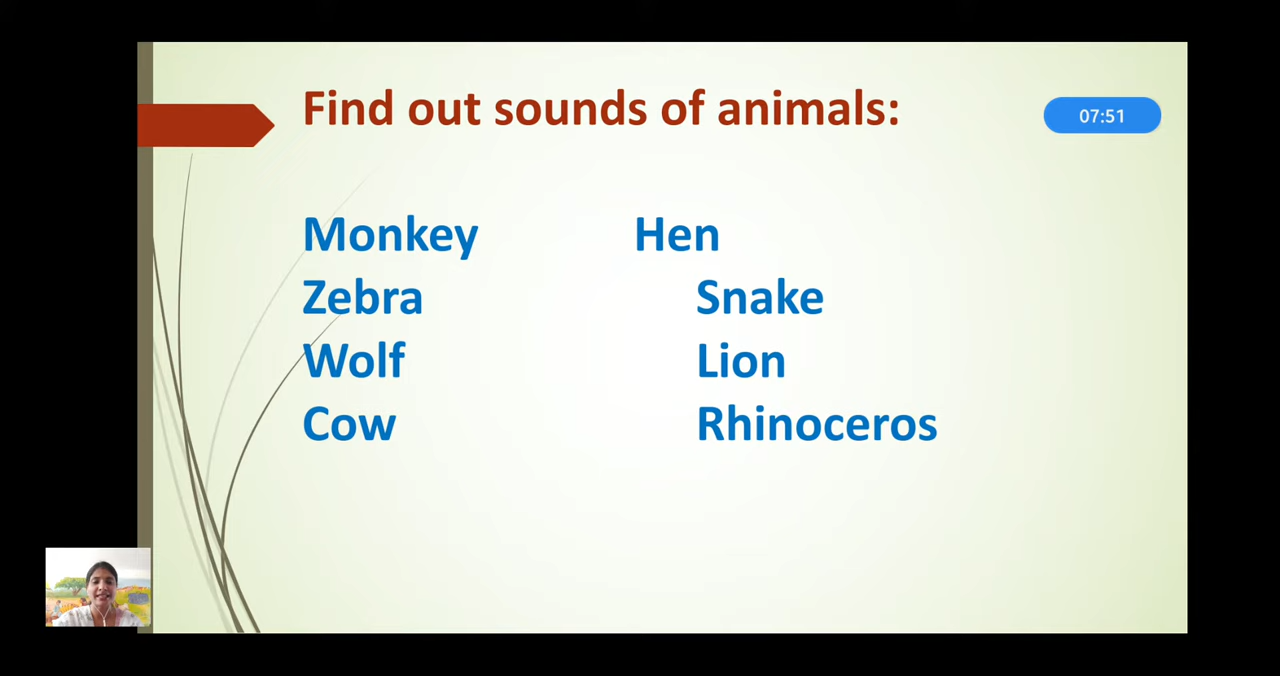 Find out sounds of animals:
07:51
Monkey Hen
Zebra Snake
Wolf Lion
Cow Rhinoceros